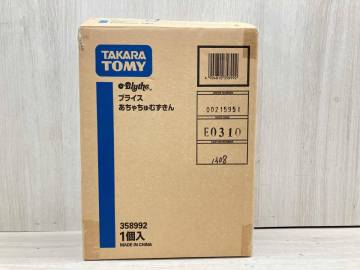 TAKARA
TOMY
Blythe
ブライス
あちゃちゅむずきん
00215951
E0310
1408
358992
1個入
MADE IN CHINA